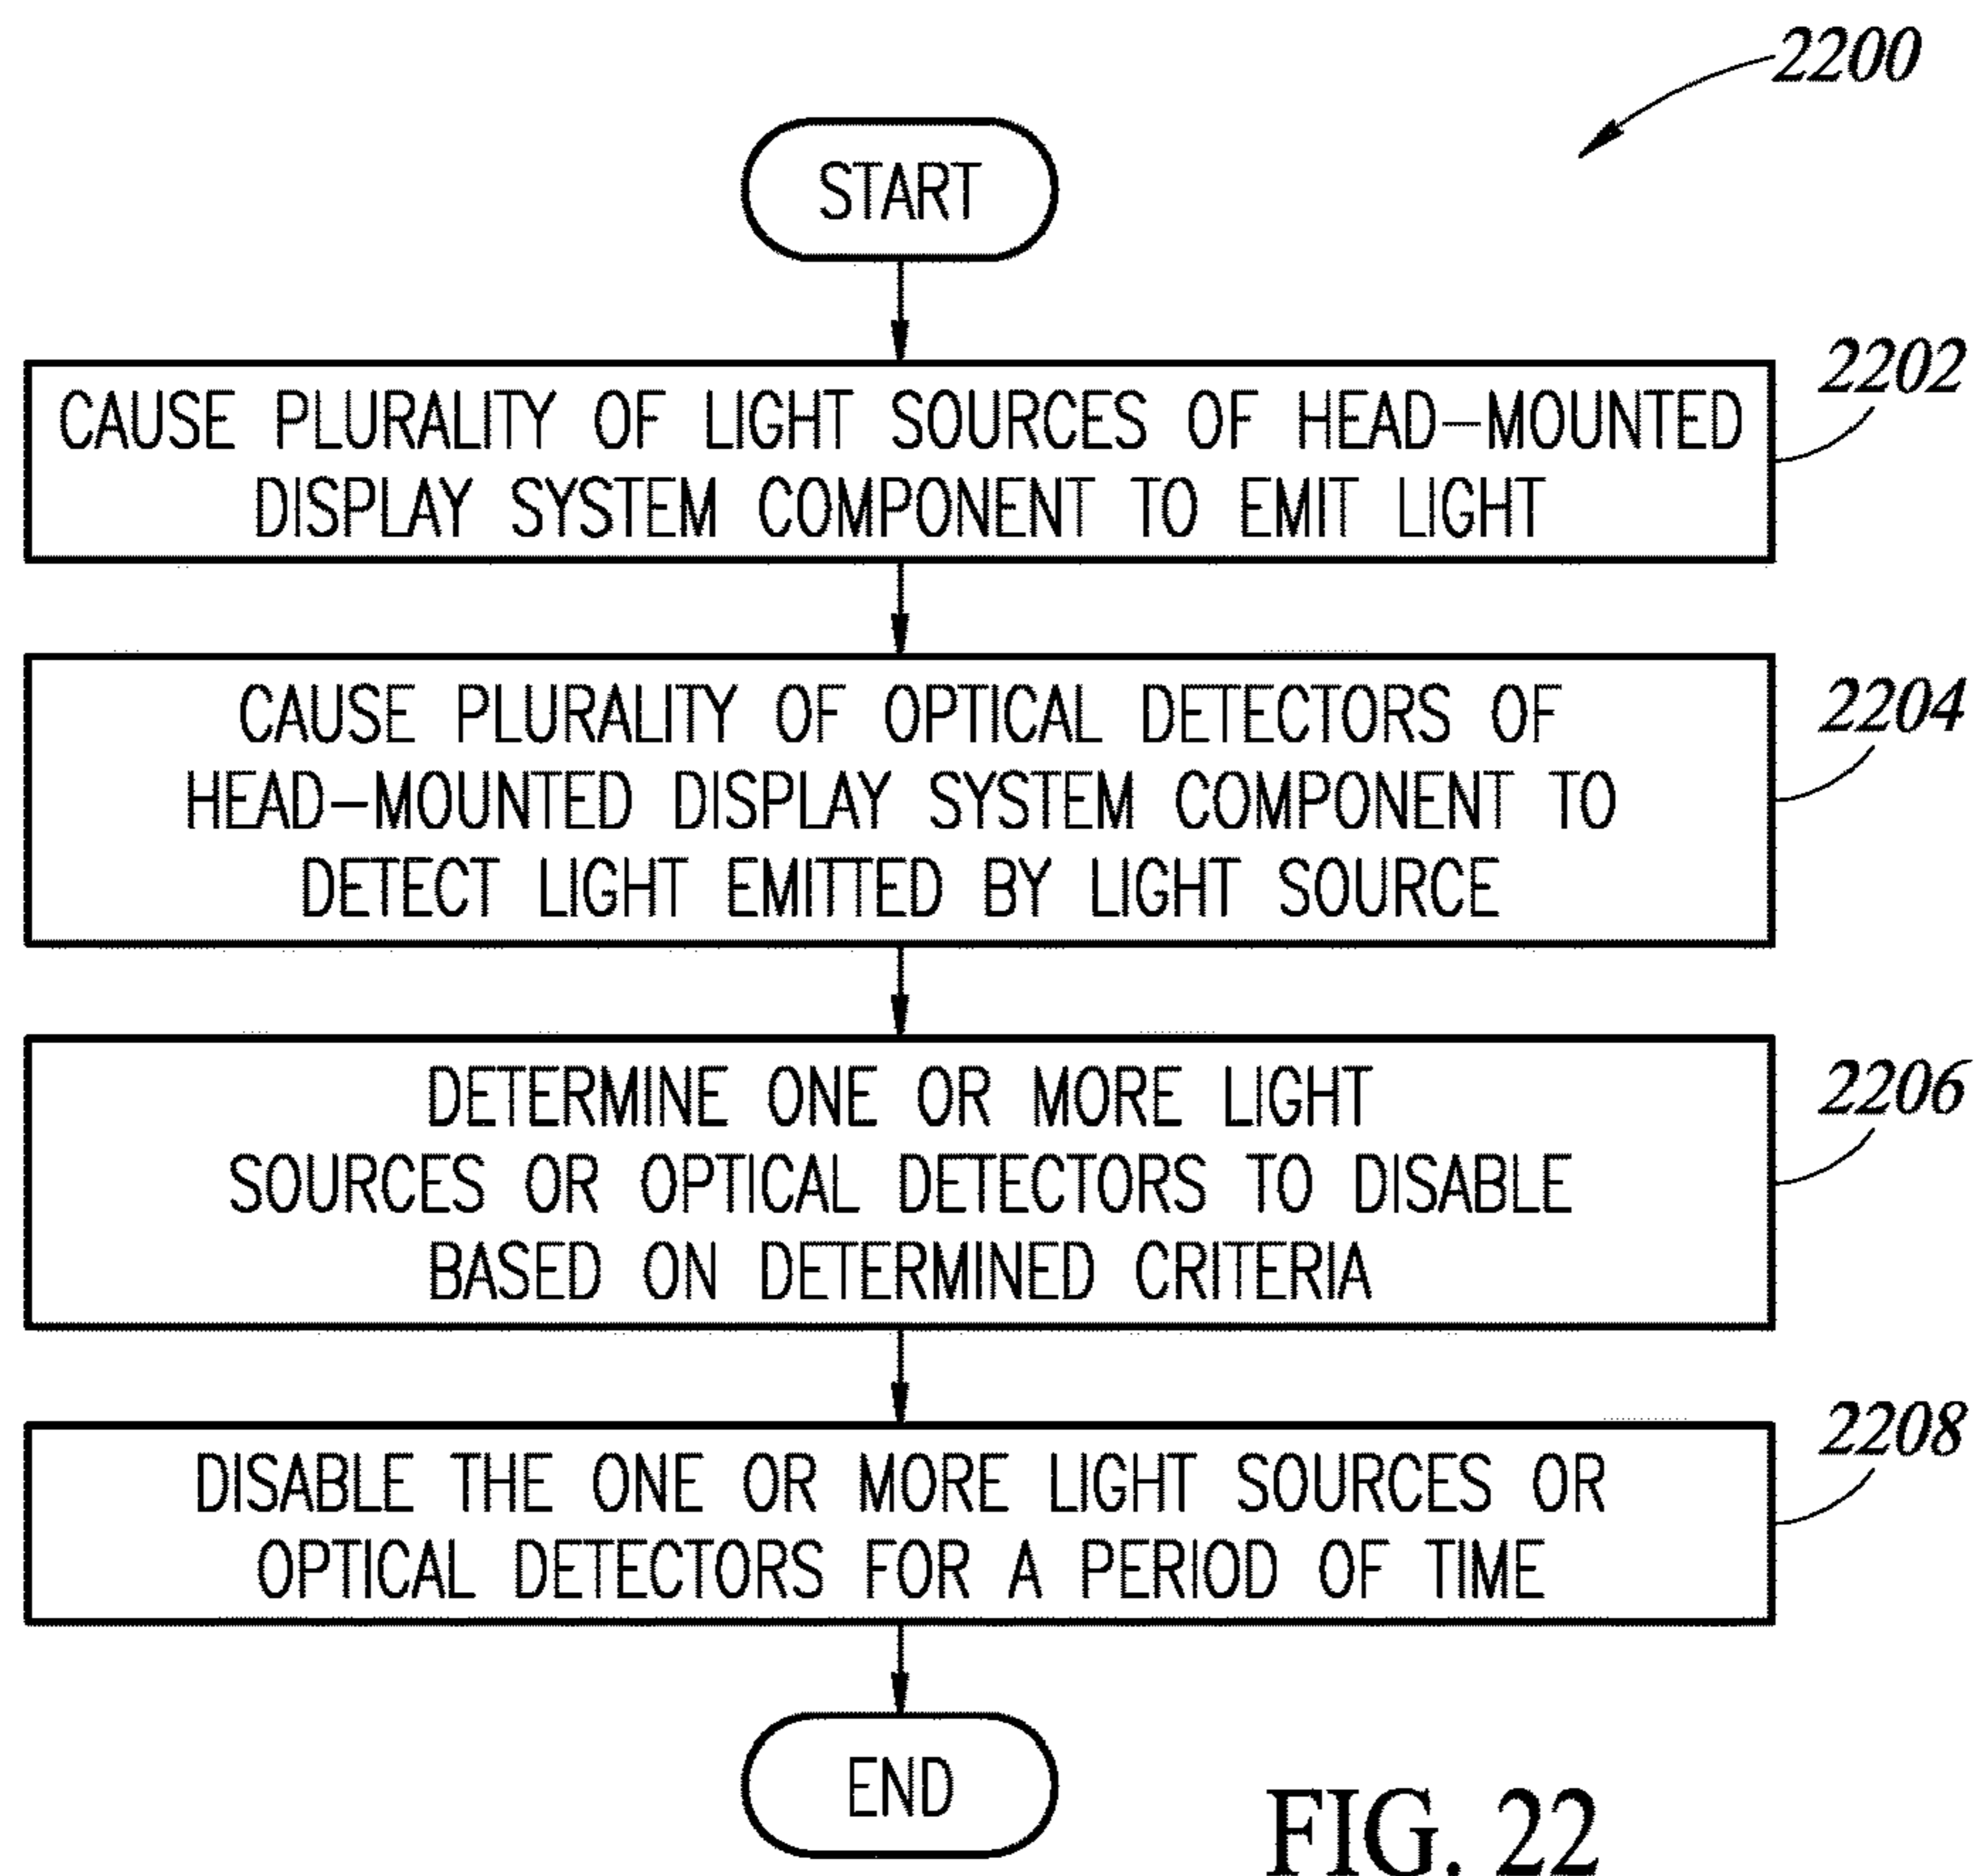 2200
START
2202
CAUSE PLURALITY OF LIGHT SOURCES OF HEAD-MOUNTED
DISPLAY SYSTEM COMPONENT TO EMIT LIGHT
2204
CAUSE PLURALITY OF OPTICAL DETECTORS OF
HEAD-MOUNTED DISPLAY SYSTEM COMPONENT TO
DETECT LIGHT EMITTED BY LIGHT SOURCE
2206
DETERMINE ONE OR MORE LIGHT
SOURCES OR OPTICAL DETECTORS TO DISABLE
BASED ON DETERMINED CRITERIA
2208
DISABLE THE ONE OR MORE LIGHT SOURCES OR
OPTICAL DETECTORS FOR A PERIOD OF TIME
END
FIG. 22